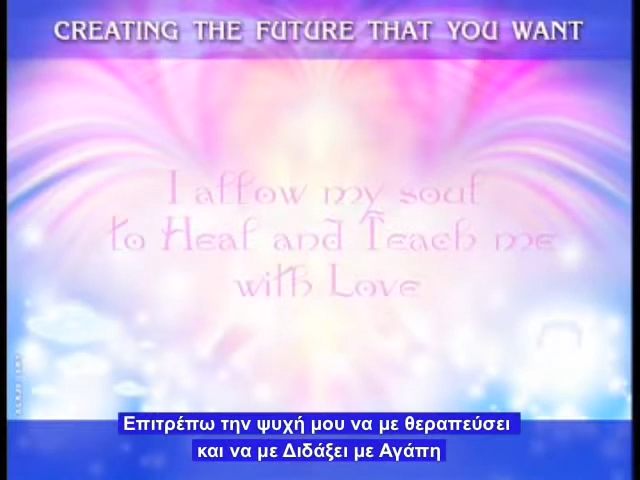 CREATING THE FUTURE THAT YOU WANT
I allow my soul
to Heal and Teach me
with Love
Επιτρέπω την ψυχή μου να με θεραπεύσει
και να με Διδάξει με Αγάπη